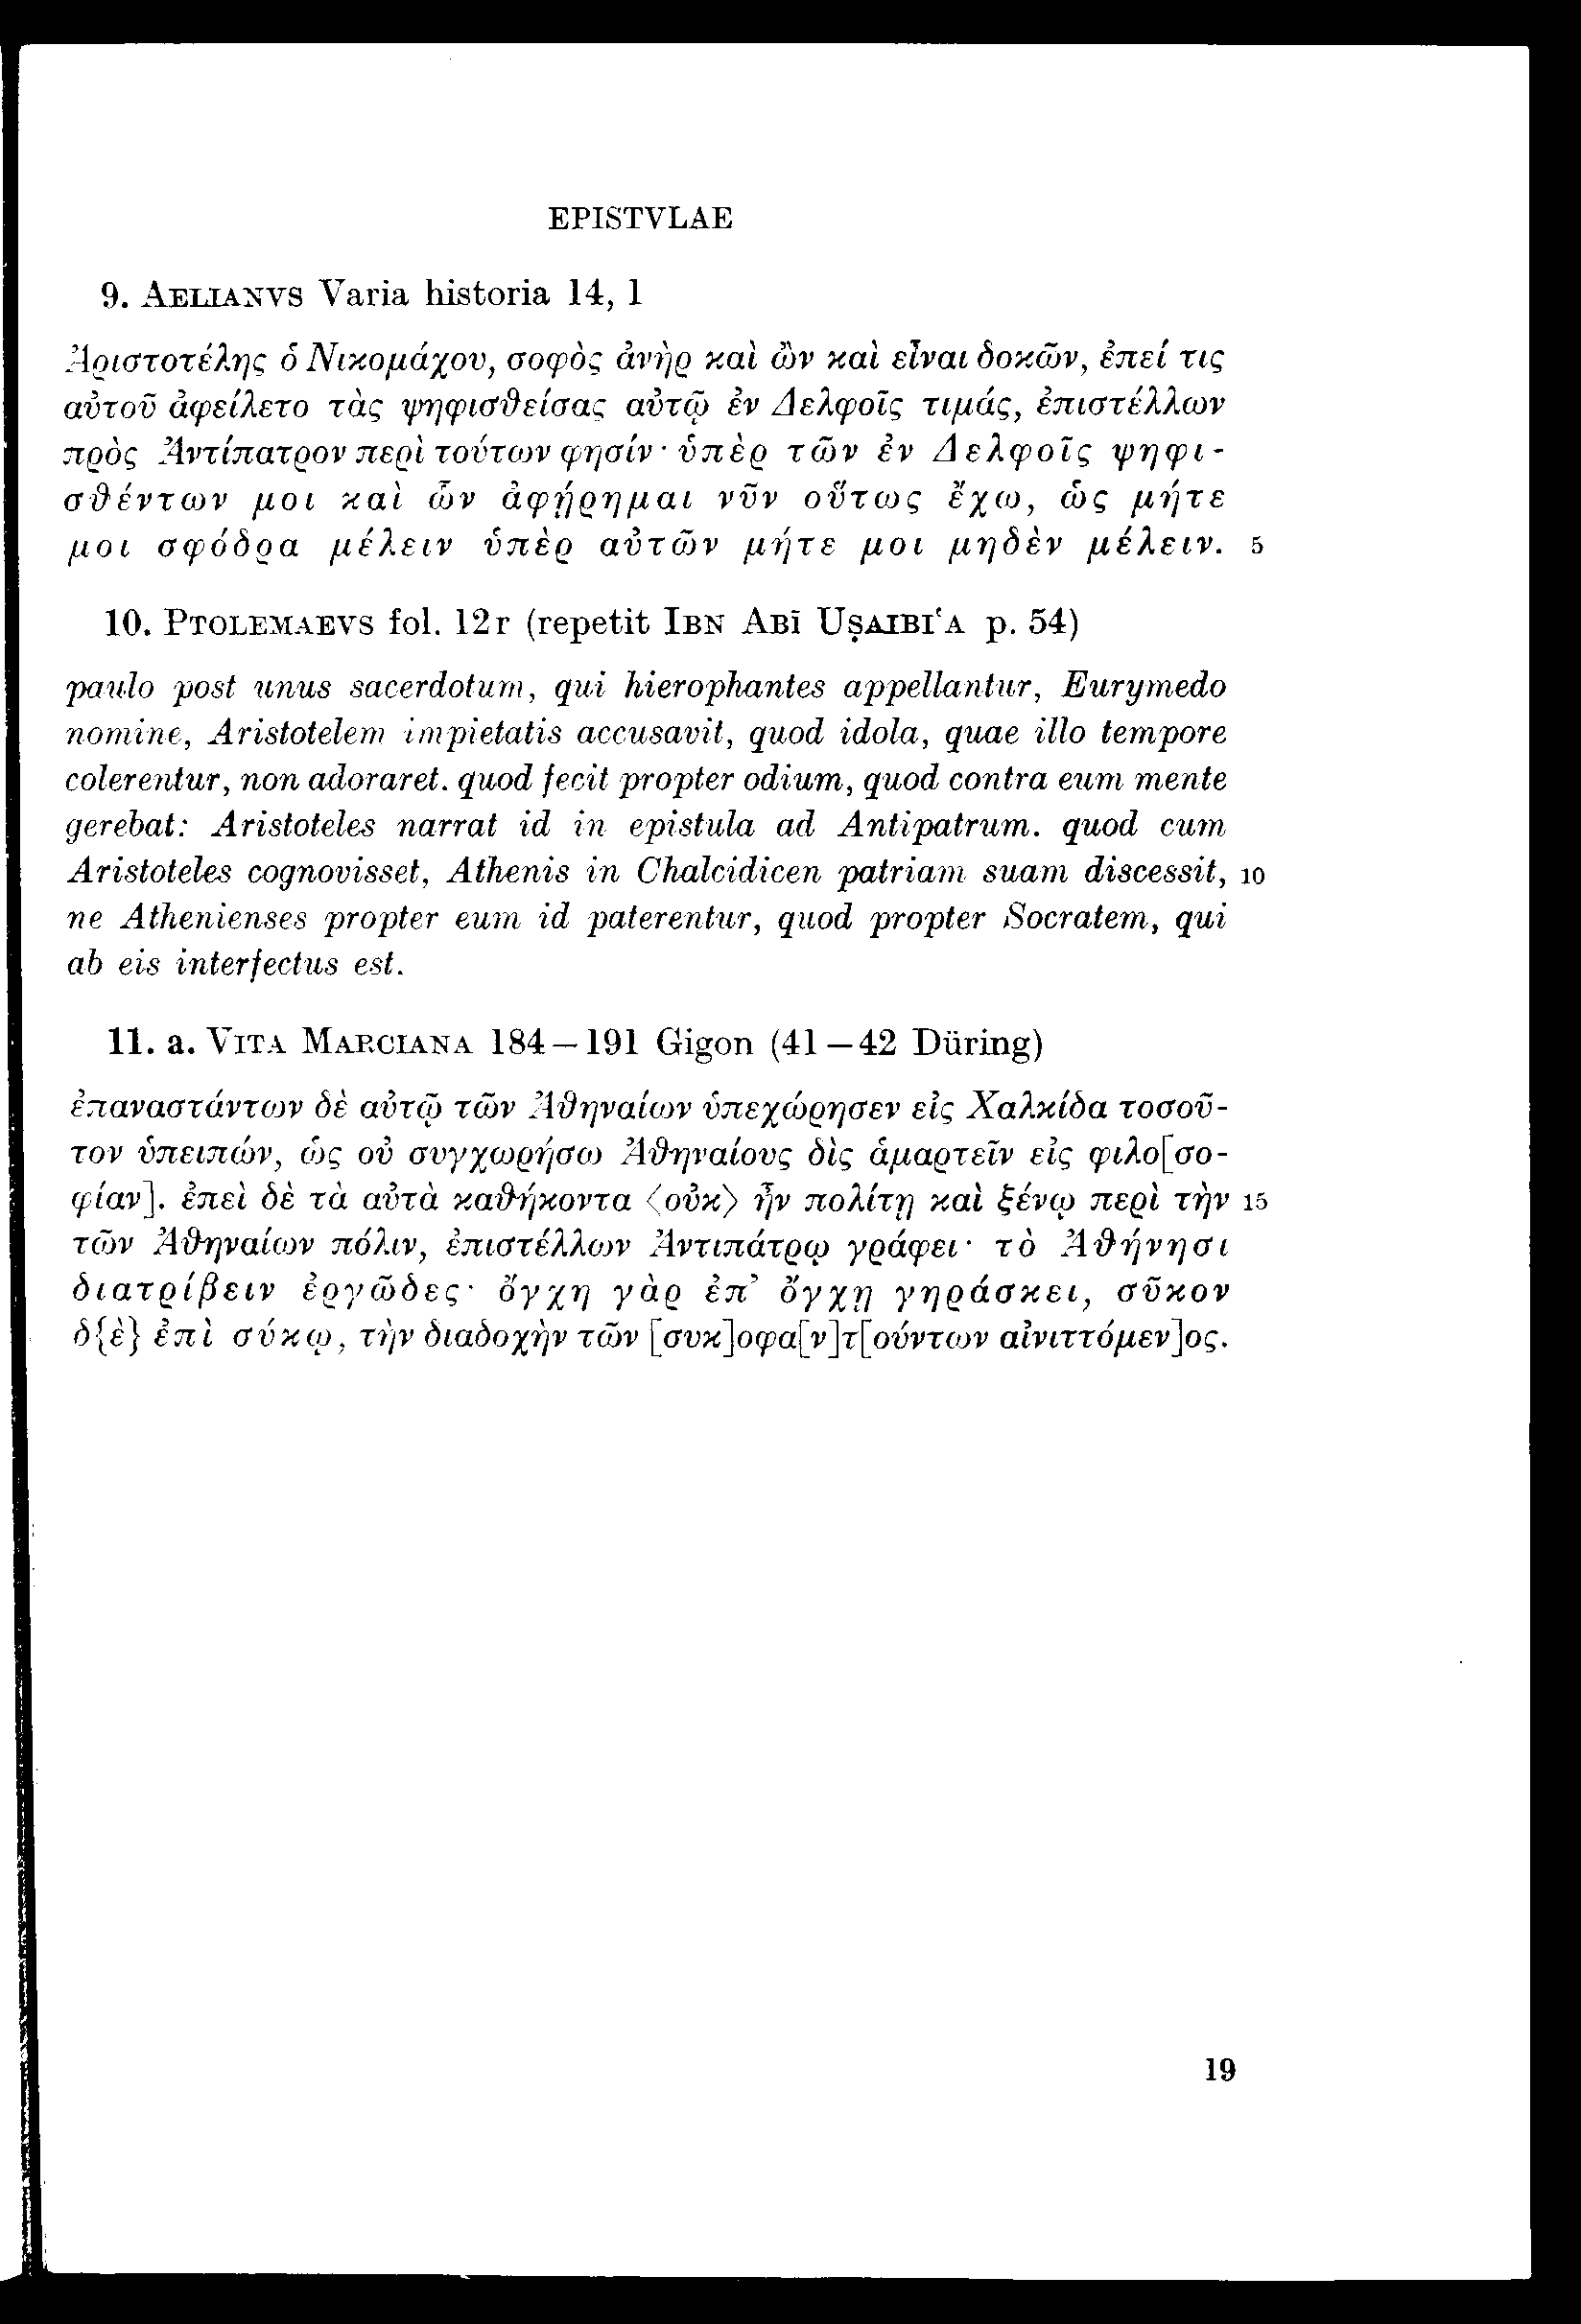 EPISTVLAE
9. AELIANVS Varia historia 14, 1
Ἀριστοτέλης ὁ Νικομάχου, σοφὸς ἀνὴρ καὶ ὢν καὶ εἶναι δοκῶν, ἐπεί τις
αὐτοῦ ἀφείλετο τὰς ψηφισθείσας αὐτῷ ἐν Δελφοῖς τιμάς, ἐπιστέλλων
πρὸς Ἀντίπατρον περὶ τούτων φησίν· ὑπὲρ τῶν ἐν Δελφοῖς ψηφι-
σθέντων μοι καὶ ὧν ἀφῄρημαι νῦν οὕτως ἔχω, ὡς μήτε
μοι σφόδρα μέλειν ὑπὲρ αὐτῶν μήτε μοι μηδὲν μέλειν. 5
10. PTOLEMAEVS fol. 12r (repetit IBN ABĪ UṢAIBIʿA p. 54)
paulo post unus sacerdotum, qui hierophantes appellantur, Eurymedo
nomine, Aristotelem impietatis accusavit, quod idola, quae illo tempore
colerentur, non adoraret. quod fecit propter odium, quod contra eum mente
gerebat: Aristoteles narrat id in epistula ad Antipatrum. quod cum
Aristoteles cognovisset, Athenis in Chalcidicen patriam suam discessit, 10
ne Athenienses propter eum id paterentur, quod propter Socratem, qui
ab eis interfectus est.
11. a. VITA MARCIANA 184–191 Gigon (41–42 Düring)
ἐπαναστάντων δὲ αὐτῷ τῶν Ἀθηναίων ὑπεχώρησεν εἰς Χαλκίδα τοσοῦ-
τον ὑπειπών, ὡς οὐ συγχωρήσω Ἀθηναίους δὶς ἁμαρτεῖν εἰς φιλο[σο-
φίαν]. ἐπεὶ δὲ τὰ αὐτὰ καθήκοντα ⟨οὐκ⟩ ἦν πολίτῃ καὶ ξένῳ περὶ τὴν 15
τῶν Ἀθηναίων πόλιν, ἐπιστέλλων Ἀντιπάτρῳ γράφει· τὸ Ἀθήνησι
διατρίβειν ἐργῶδες· ὄγχη γὰρ ἐπ’ ὄγχῃ γηράσκει, σῦκον
δ{ὲ} ἐπὶ σύκῳ, τὴν διαδοχὴν τῶν [συκ]οφα[ν]τ[ούντων αἰνιττόμεν]ος.
19